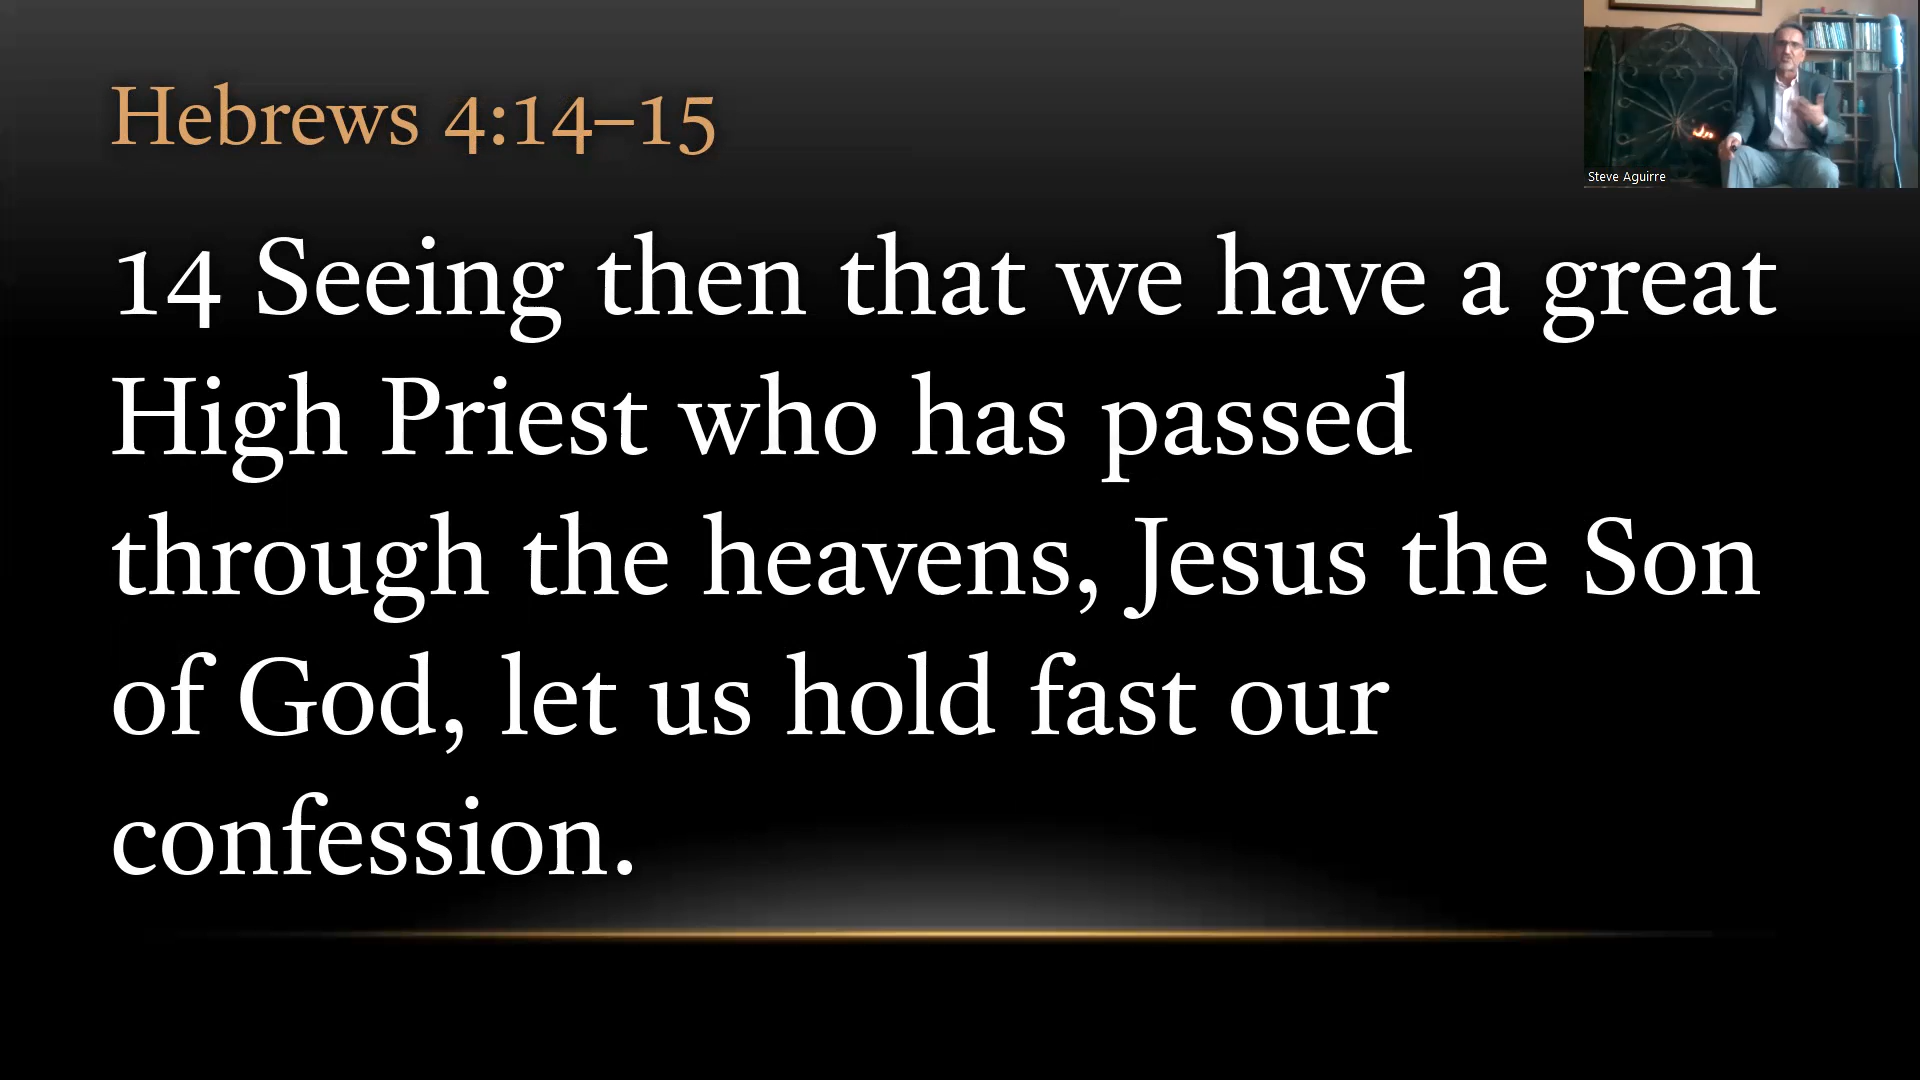 Hebrews 4:14–15
Steve Aguirre
14 Seeing then that we have a great
High Priest who has passed
through the heavens, Jesus the Son
of God, let us hold fast our
confession.